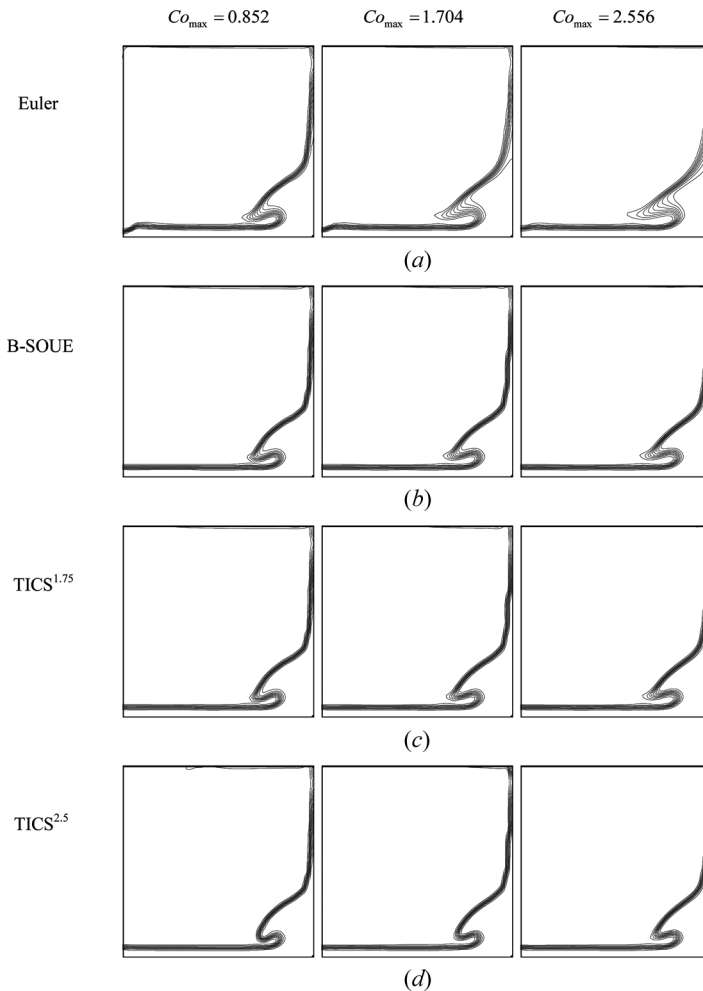 Co_max = 0.852 Co_max = 1.704 Co_max = 2.556
Euler
(a)
B-SOUE
(b)
TICS^1.75
(c)
TICS^2.5
(d)